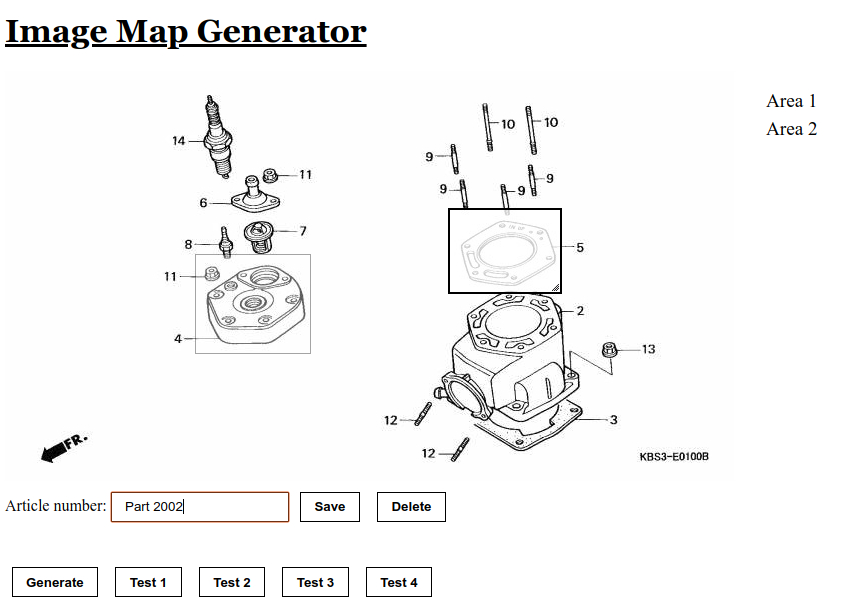 Image Map Generator
Area 1
Area 2
10
10
14
9
11
9
9
9
6
7
8
5
11
2
4
13
12
3
12
FR.
KBS3-E0100B
Article number: Part 2002 Save Delete
Generate Test 1 Test 2 Test 3 Test 4